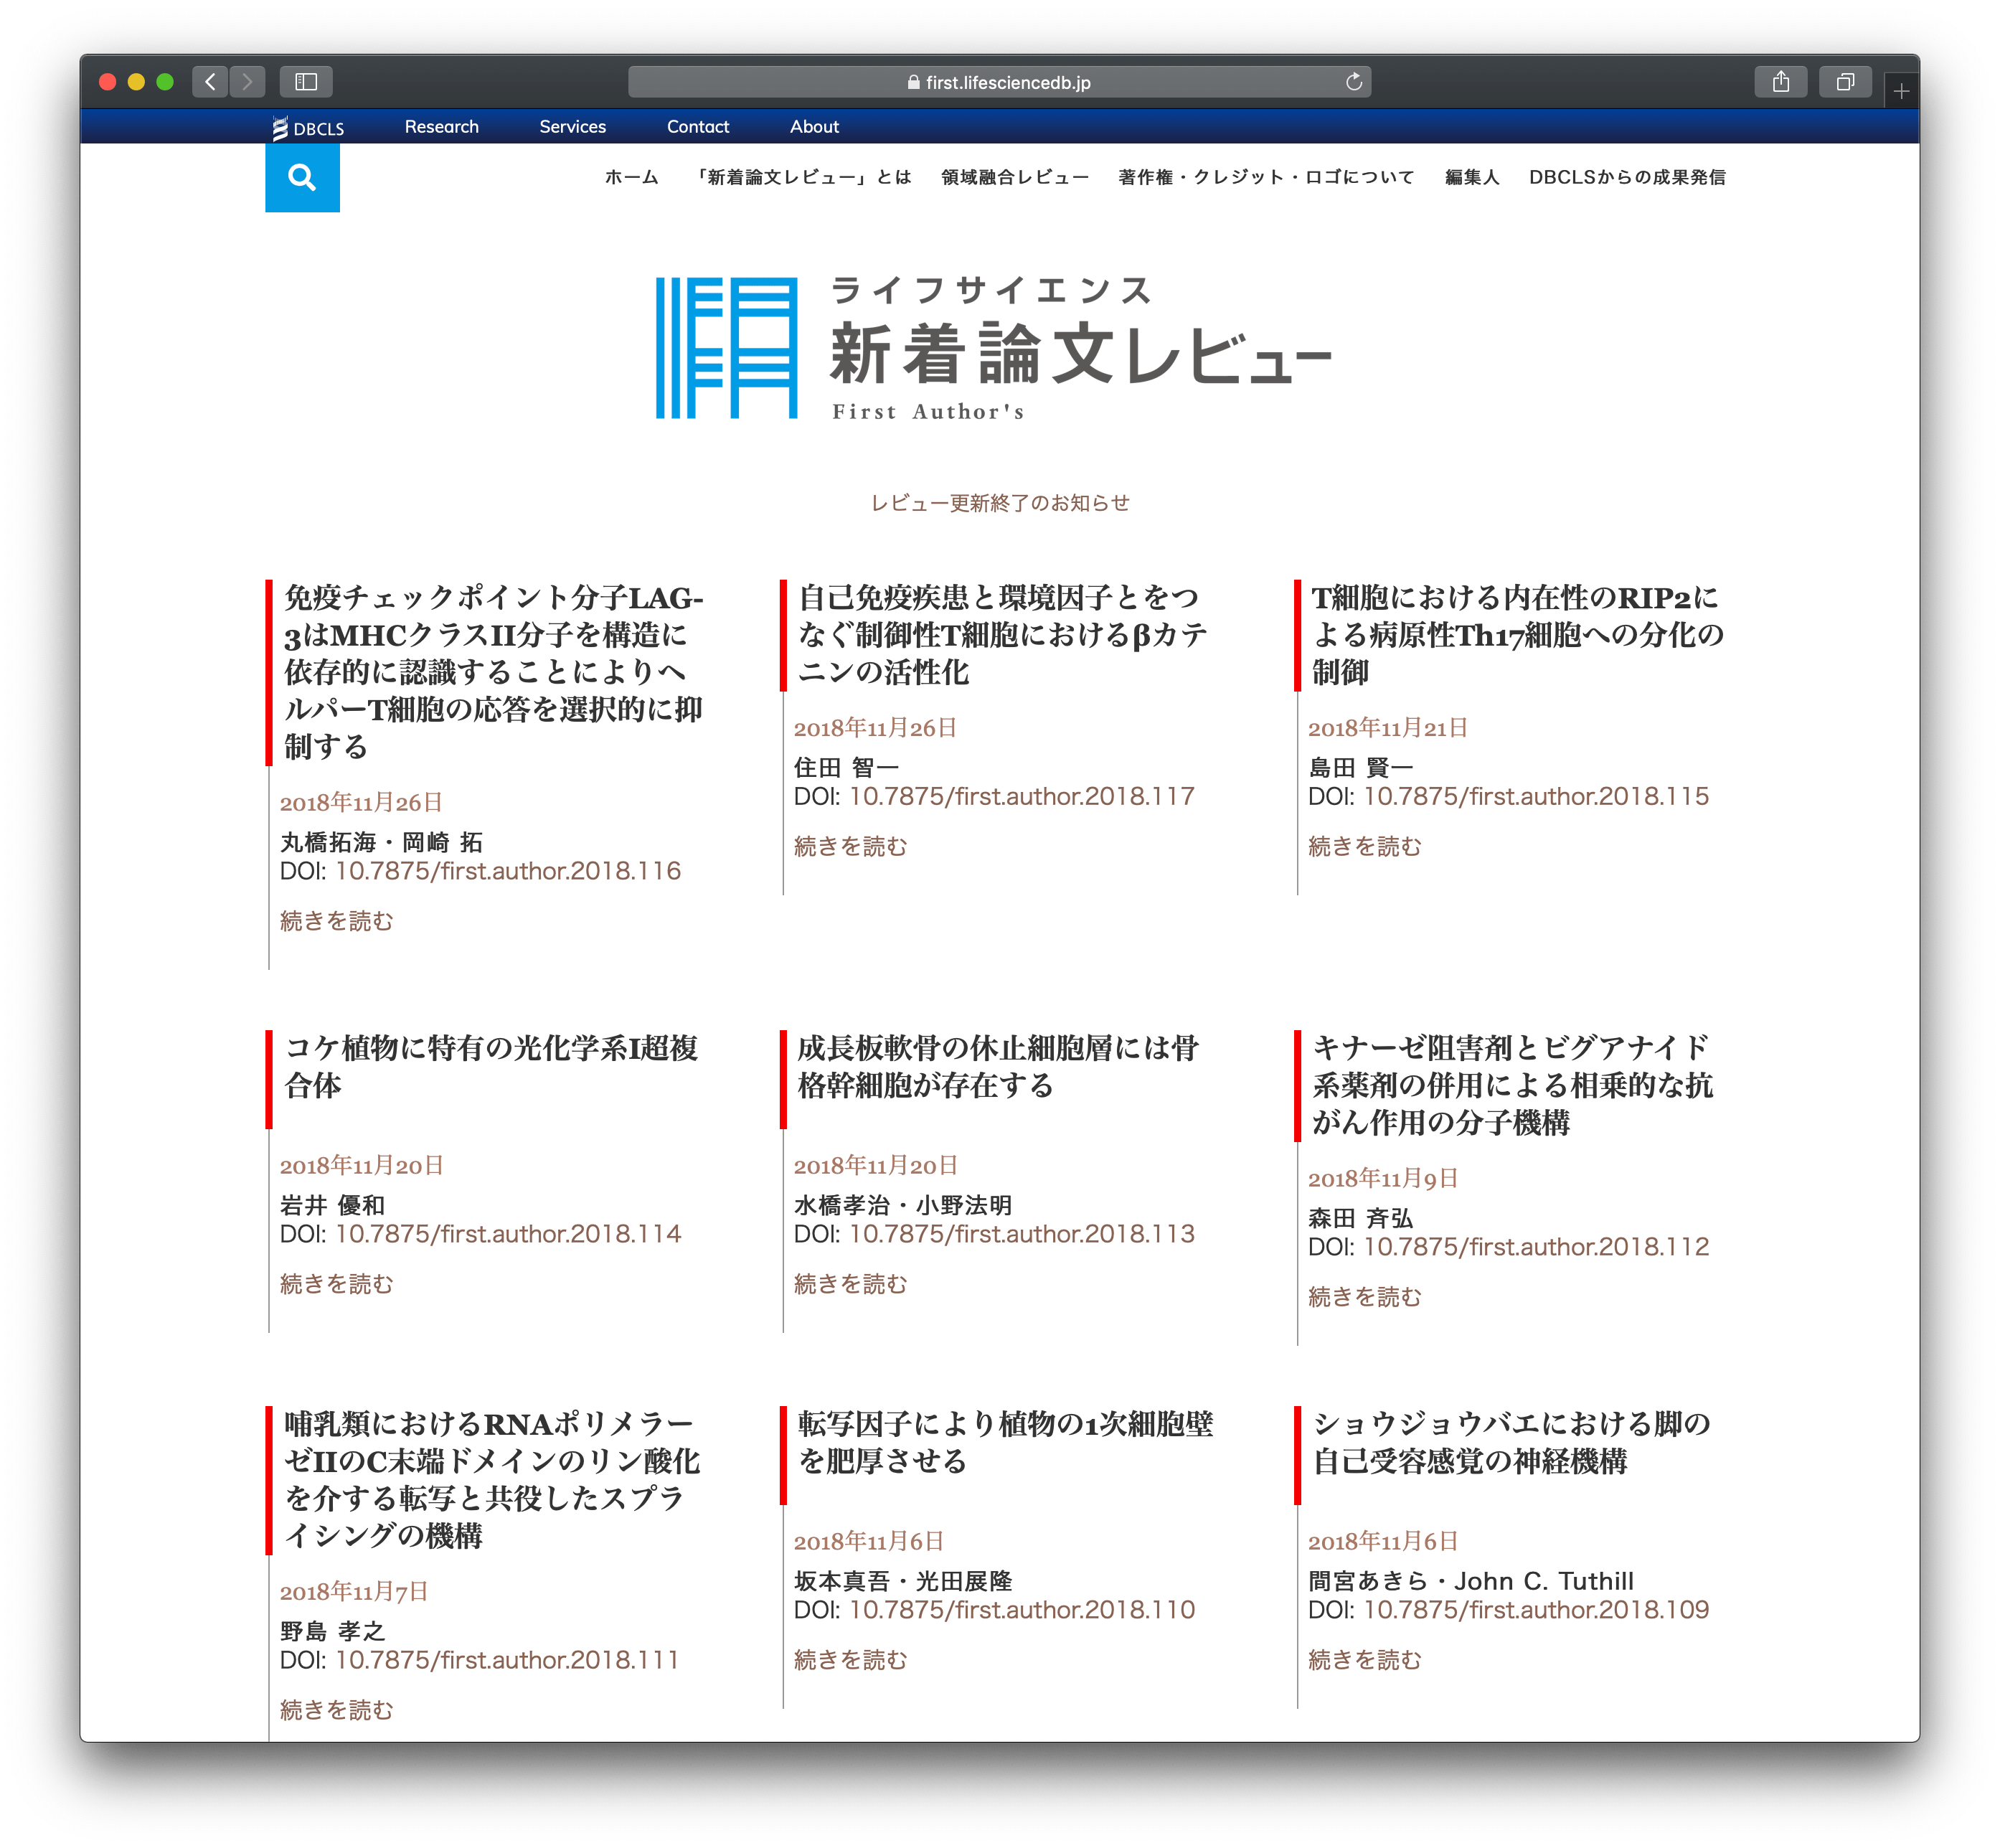 first.lifesciencedb.jp
DBCLS Research Services Contact About
ホーム 「新着論文レビュー」とは 領域融合レビュー 著作権・クレジット・ロゴについて 編集人 DBCLSからの成果発信
ライフサイエンス
新着論文レビュー
First Author's
レビュー更新終了のお知らせ
免疫チェックポイント分子LAG-
3はMHCクラスII分子を構造に
依存的に認識することによりヘ
ルパーT細胞の応答を選択的に抑
制する
2018年11月26日
丸橋拓海・岡崎 拓
DOI: 10.7875/first.author.2018.116
続きを読む
自己免疫疾患と環境因子とをつ
なぐ制御性T細胞におけるβカテ
ニンの活性化
2018年11月26日
住田 智一
DOI: 10.7875/first.author.2018.117
続きを読む
T細胞における内在性のRIP2に
よる病原性Th17細胞への分化の
制御
2018年11月21日
島田 賢一
DOI: 10.7875/first.author.2018.115
続きを読む
コケ植物に特有の光化学系I超複
合体
2018年11月20日
岩井 優和
DOI: 10.7875/first.author.2018.114
続きを読む
成長板軟骨の休止細胞層には骨
格幹細胞が存在する
2018年11月20日
水橋孝治・小野法明
DOI: 10.7875/first.author.2018.113
続きを読む
キナーゼ阻害剤とビグアナイド
系薬剤の併用による相乗的な抗
がん作用の分子機構
2018年11月9日
森田 斉弘
DOI: 10.7875/first.author.2018.112
続きを読む
哺乳類におけるRNAポリメラー
ゼIIのC末端ドメインのリン酸化
を介する転写と共役したスプラ
イシングの機構
2018年11月7日
野島 孝之
DOI: 10.7875/first.author.2018.111
続きを読む
転写因子により植物の1次細胞壁
を肥厚させる
2018年11月6日
坂本真吾・光田展隆
DOI: 10.7875/first.author.2018.110
続きを読む
ショウジョウバエにおける脚の
自己受容感覚の神経機構
2018年11月6日
間宮あきら・John C. Tuthill
DOI: 10.7875/first.author.2018.109
続きを読む